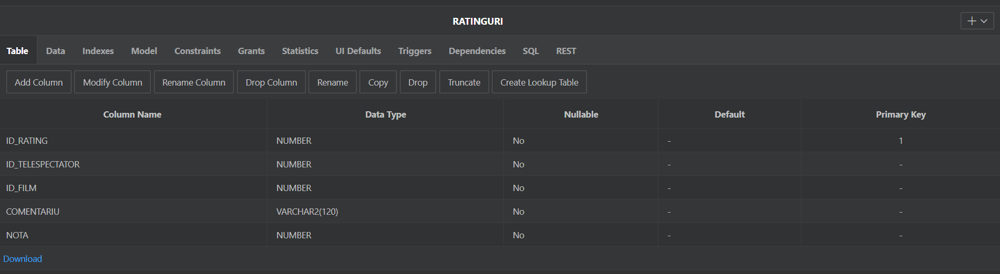 RATINGURI
Table Data Indexes Model Constraints Grants Statistics UI Defaults Triggers Dependencies SQL REST
Add Column Modify Column Rename Column Drop Column Rename Copy Drop Truncate Create Lookup Table
Column Name Data Type Nullable Default Primary Key
ID_RATING NUMBER No - 1
ID_TELESPECTATOR NUMBER No - -
ID_FILM NUMBER No - -
COMENTARIU VARCHAR2(120) No - -
NOTA NUMBER No - -
Download